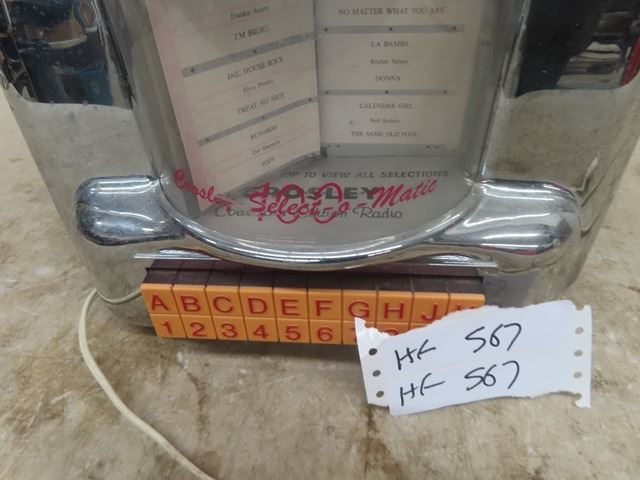 Frankie Avalon
I'M BROKE
JAIL HOUSE ROCK
Elvis Presley
TREAT ME NICE
RUNAWAY
Del Shannon
NO MATTER WHAT YOU ARE
LA BAMBA
Ritchie Valens
DONNA
CALENDAR GIRL
Neil Sedaka
THE SAME OLD FOOL
TOP TO VIEW ALL SELECTIONS
CROSLEY
Radio
Crosley Select-o-Matic
100
A B C D E F G H J K
1 2 3 4 5 6
HF 567
HF 567